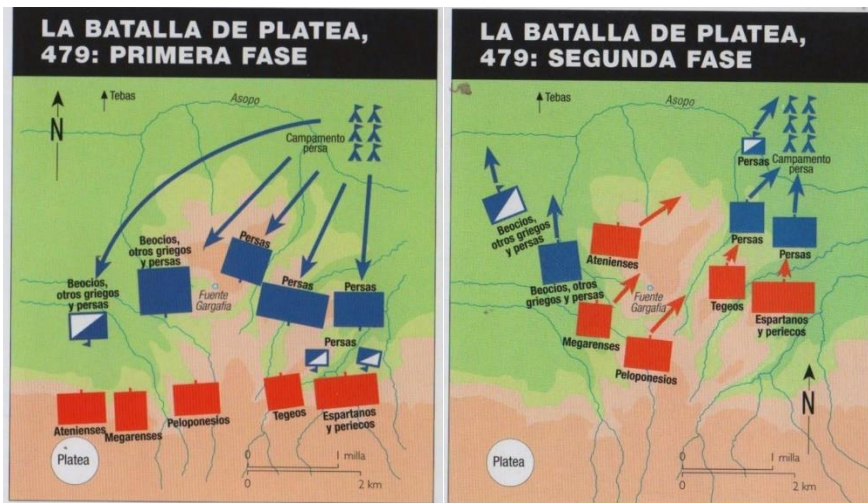 LA BATALLA DE PLATEA,
479: PRIMERA FASE
N
Tebas
Asopo
Campamento
persa
Beocios,
otros griegos
y persas
Persas
Beocios,
otros griegos
y persas
Persas
Persas
Fuente
Gargafia
Persas
Atenienses
Megarenses
Peloponesios
Tegeos
Espartanos
y periecos
Platea
0 1 milla
0 2 km
LA BATALLA DE PLATEA,
479: SEGUNDA FASE
Tebas
N
Asopo
Persas
Campamento
persa
Beocios,
otros griegos
y persas
Persas
Persas
Atenienses
Beocios, otros
griegos y persas
Fuente
Gargafia
Tegeos
Espartanos
y periecos
Megarenses
Peloponesios
N
Platea
0 1 milla
0 2 km